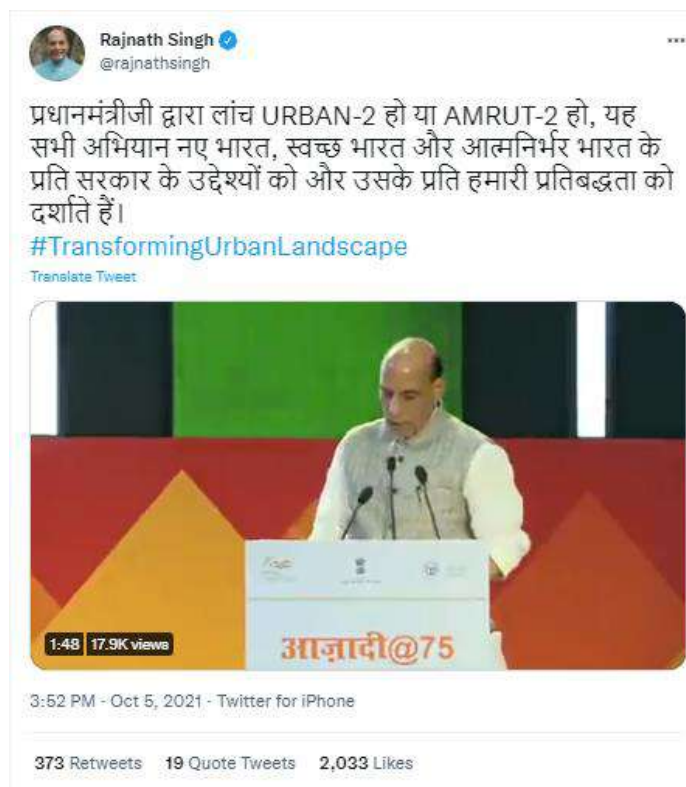 Rajnath Singh
@rajnathsingh
प्रधानमंत्रीजी द्वारा लांच URBAN-2 हो या AMRUT-2 हो, यह
सभी अभियान नए भारत, स्वच्छ भारत और आत्मनिर्भर भारत के
प्रति सरकार के उद्देश्यों को और उसके प्रति हमारी प्रतिबद्धता को
दर्शाते हैं।
#TransformingUrbanLandscape
Translate Tweet
आज़ादी@75
1:48 17.9K views
3:52 PM - Oct 5, 2021 - Twitter for iPhone
373 Retweets 19 Quote Tweets 2,033 Likes